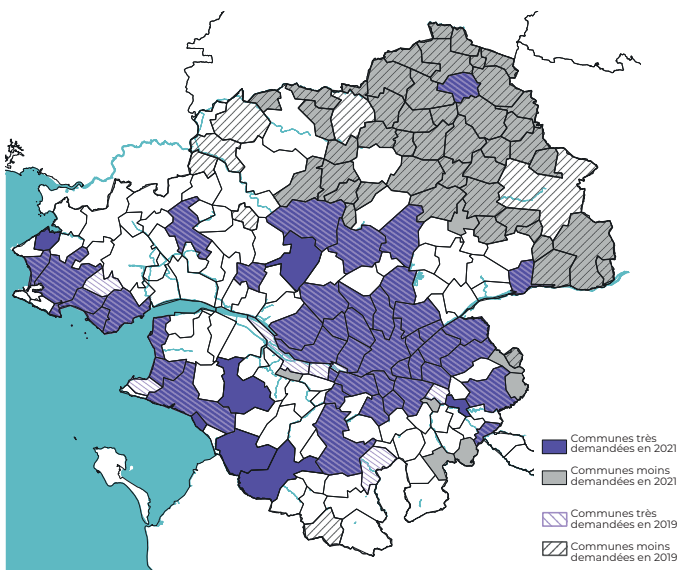 Communes très
demandées en 2021
Communes moins
demandées en 2021
Communes très
demandées en 2019
Communes moins
demandées en 2019